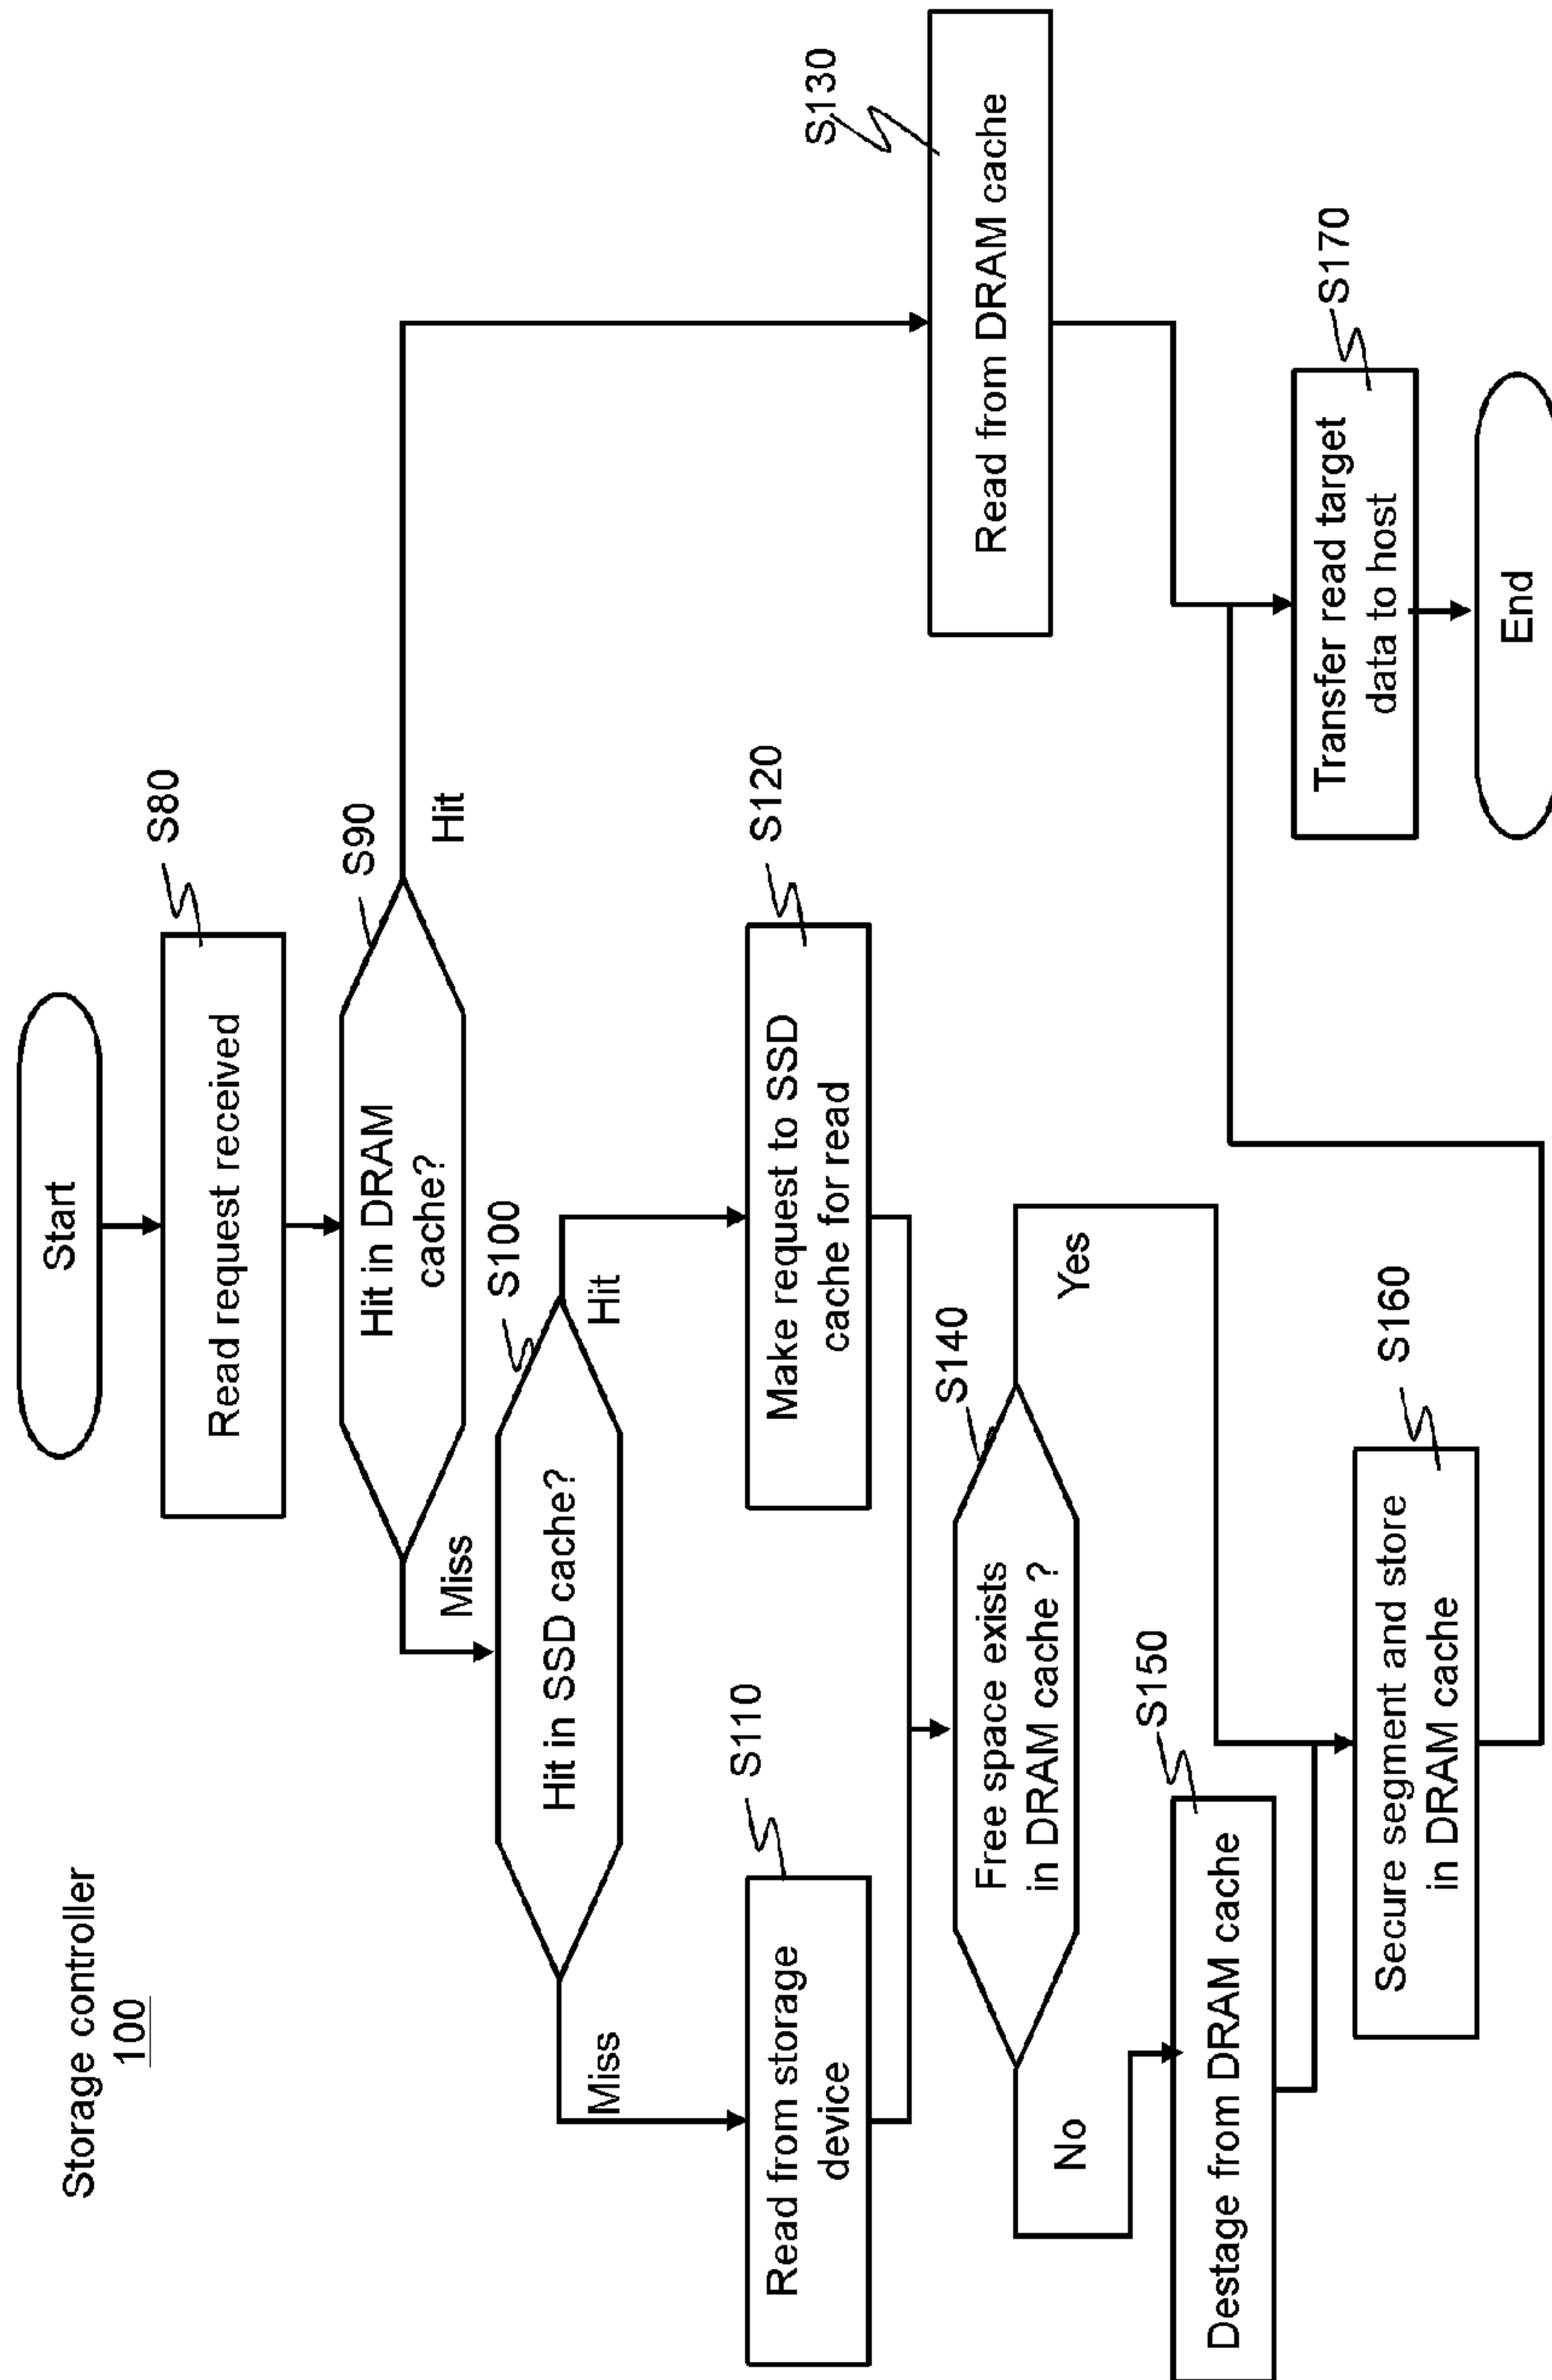 Storage controller
100
Start
S80
Read request received
S90
Hit in DRAM
cache?
Hit
Miss
S100
Hit in SSD cache?
Hit
Miss
S110
Read from storage
device
S120
Make request to SSD
cache for read
S130
Read from DRAM cache
S140
Free space exists
in DRAM cache ?
Yes
No
S150
Destage from DRAM cache
S160
Secure segment and store
in DRAM cache
S170
Transfer read target
data to host
End